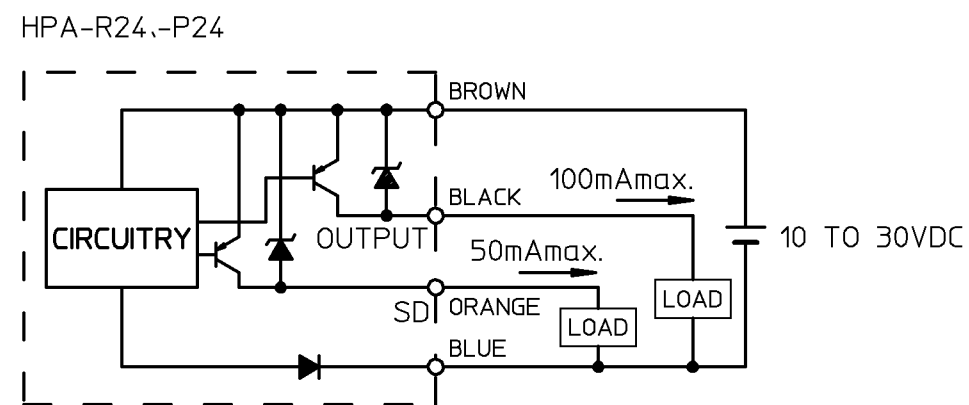 HPA-R24,-P24
BROWN
100mAmax.
BLACK
CIRCUITRY
OUTPUT
50mAmax.
10 TO 30VDC
SD
ORANGE
LOAD
LOAD
BLUE